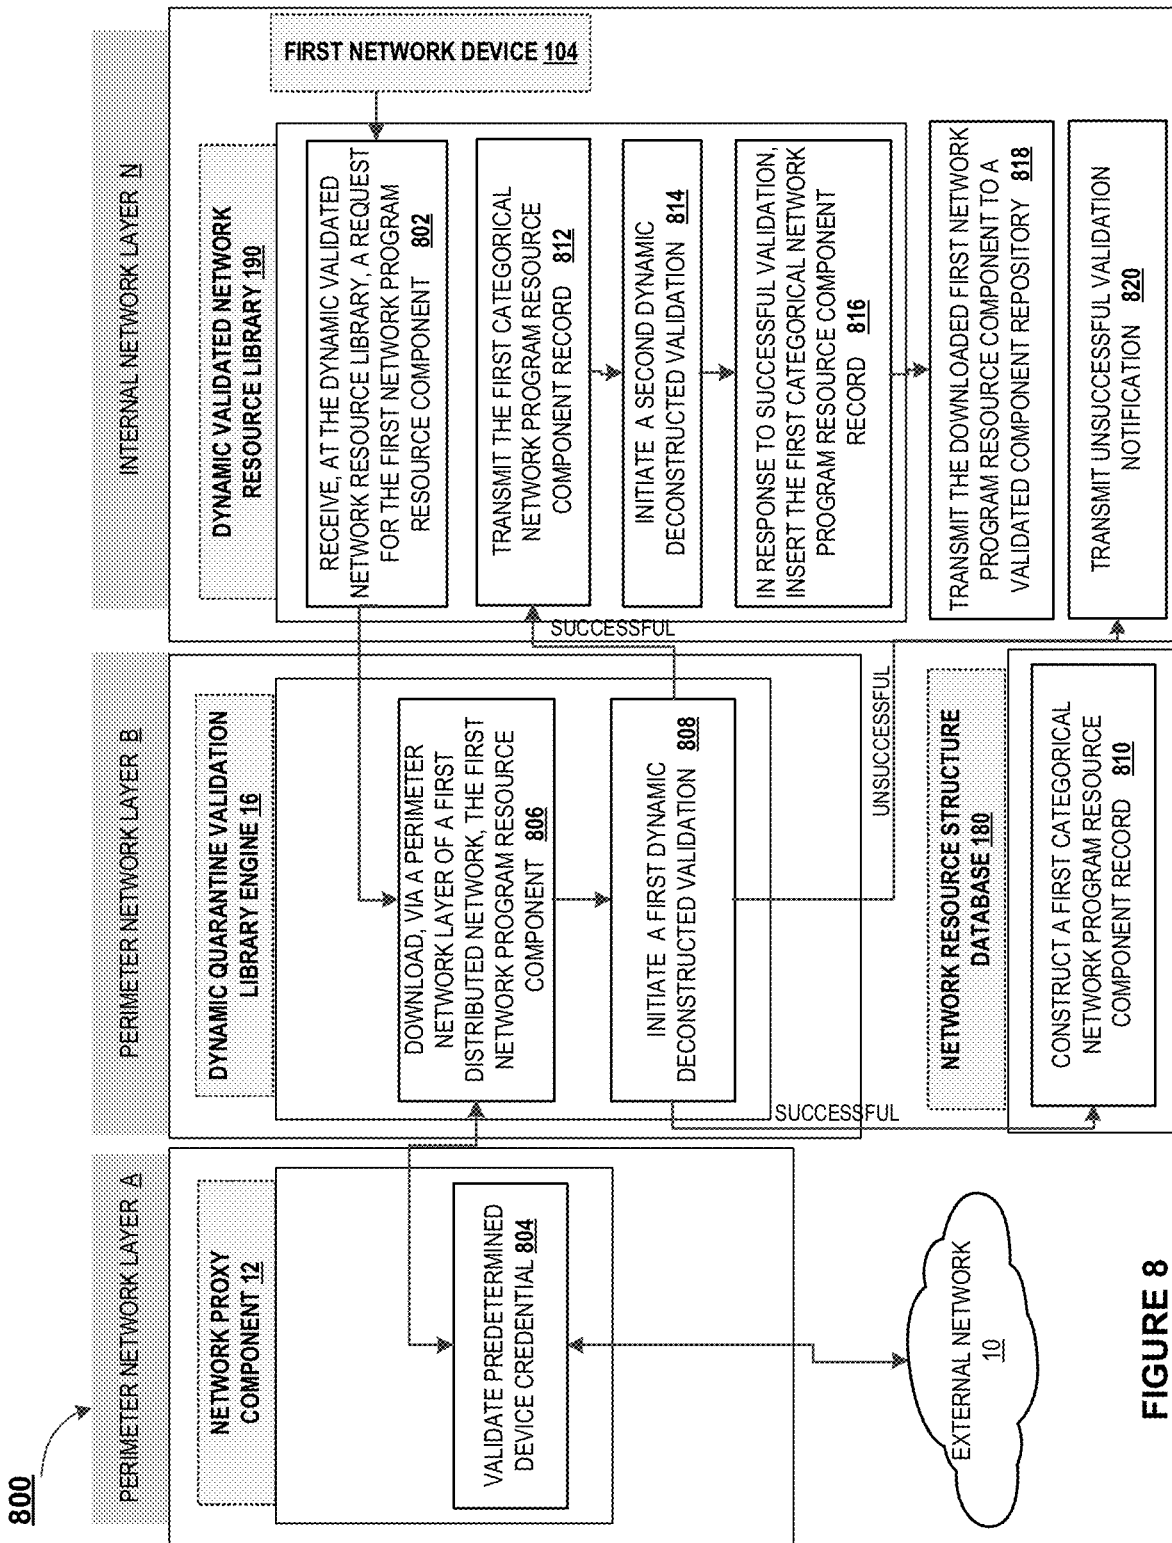 800
PERIMETER NETWORK LAYER A
NETWORK PROXY
COMPONENT 12
VALIDATE PREDETERMINED
DEVICE CREDENTIAL 804
EXTERNAL NETWORK
10
PERIMETER NETWORK LAYER B
DYNAMIC QUARANTINE VALIDATION
LIBRARY ENGINE 16
DOWNLOAD, VIA A PERIMETER
NETWORK LAYER OF A FIRST
DISTRIBUTED NETWORK, THE FIRST
NETWORK PROGRAM RESOURCE
COMPONENT 806
INITIATE A FIRST DYNAMIC
DECONSTRUCTED VALIDATION 808
SUCCESSFUL
UNSUCCESSFUL
NETWORK RESOURCE STRUCTURE
DATABASE 180
CONSTRUCT A FIRST CATEGORICAL
NETWORK PROGRAM RESOURCE
COMPONENT RECORD 810
INTERNAL NETWORK LAYER N
DYNAMIC VALIDATED NETWORK
RESOURCE LIBRARY 190
FIRST NETWORK DEVICE 104
RECEIVE, AT THE DYNAMIC VALIDATED
NETWORK RESOURCE LIBRARY, A REQUEST
FOR THE FIRST NETWORK PROGRAM
RESOURCE COMPONENT 802
SUCCESSFUL
TRANSMIT THE FIRST CATEGORICAL
NETWORK PROGRAM RESOURCE
COMPONENT RECORD 812
INITIATE A SECOND DYNAMIC
DECONSTRUCTED VALIDATION 814
IN RESPONSE TO SUCCESSFUL VALIDATION,
INSERT THE FIRST CATEGORICAL NETWORK
PROGRAM RESOURCE COMPONENT
RECORD 816
TRANSMIT THE DOWNLOADED FIRST NETWORK
PROGRAM RESOURCE COMPONENT TO A
VALIDATED COMPONENT REPOSITORY 818
TRANSMIT UNSUCCESSFUL VALIDATION
NOTIFICATION 820
FIGURE 8